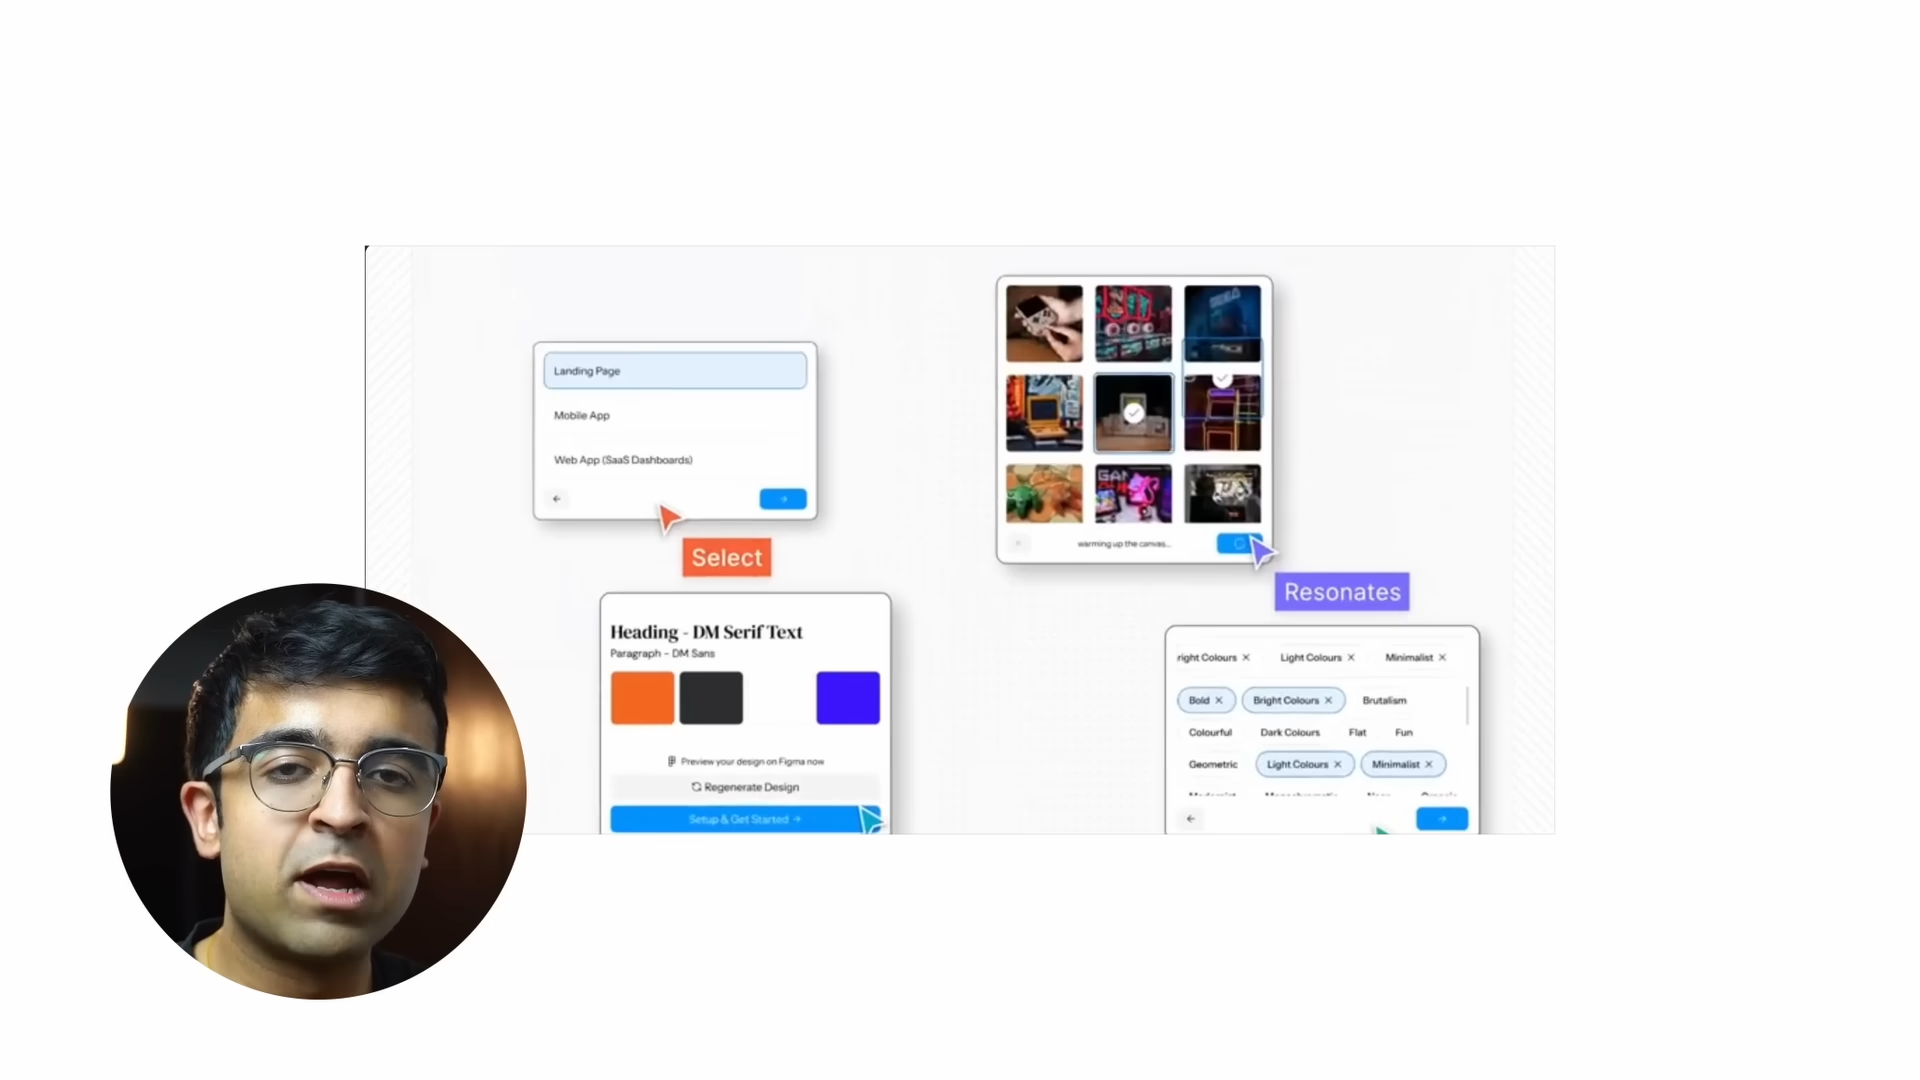 Landing Page
Mobile App
Web App (SaaS Dashboards)
Select
warming up the canvas...
Resonates
Heading - DM Serif Text
Paragraph - DM Sans
Preview your design on Figma now
Regenerate Design
Setup & Get Started →
right Colours × Light Colours × Minimalist ×
Bold × Bright Colours × Brutalism
Colourful Dark Colours Flat Fun
Geometric Light Colours × Minimalist ×